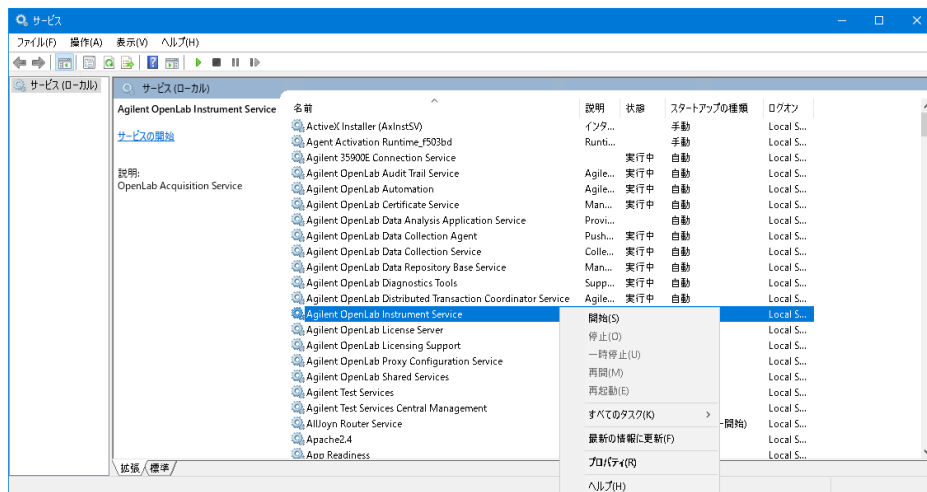 サービス
ファイル(F) 操作(A) 表示(V) ヘルプ(H)
サービス (ローカル)
サービス (ローカル)
Agilent OpenLab Instrument Service
サービスの開始
説明:
OpenLab Acquisition Service
名前 説明 状態 スタートアップの種類 ログオン
ActiveX Installer (AxInstSV) インタ... 手動 Local S...
Agent Activation Runtime_f503bd Runti... 手動 Local S...
Agilent 35900E Connection Service 実行中 自動 Local S...
Agilent OpenLab Audit Trail Service Agile... 実行中 自動 Local S...
Agilent OpenLab Automation Agile... 実行中 自動 Local S...
Agilent OpenLab Certificate Service Man... 実行中 自動 Local S...
Agilent OpenLab Data Analysis Application Service Provi... 自動 Local S...
Agilent OpenLab Data Collection Agent Push... 実行中 自動 Local S...
Agilent OpenLab Data Collection Service Colle... 実行中 自動 Local S...
Agilent OpenLab Data Repository Base Service Man... 実行中 自動 Local S...
Agilent OpenLab Diagnostics Tools Supp... 実行中 自動 Local S...
Agilent OpenLab Distributed Transaction Coordinator Service Agile... 実行中 自動 Local S...
Agilent OpenLab Instrument Service Local S...
Agilent OpenLab License Server Local S...
Agilent OpenLab Licensing Support Local S...
Agilent OpenLab Proxy Configuration Service Local S...
Agilent OpenLab Shared Services Local S...
Agilent Test Services Local S...
Agilent Test Services Central Management Local S...
AllJoyn Router Service ー開始) Local S...
Apache2.4 Local S...
App Readiness Local S...
開始(S)
停止(O)
一時停止(U)
再開(M)
再起動(E)
すべてのタスク(K)
最新の情報に更新(F)
プロパティ(R)
ヘルプ(H)
拡張 標準